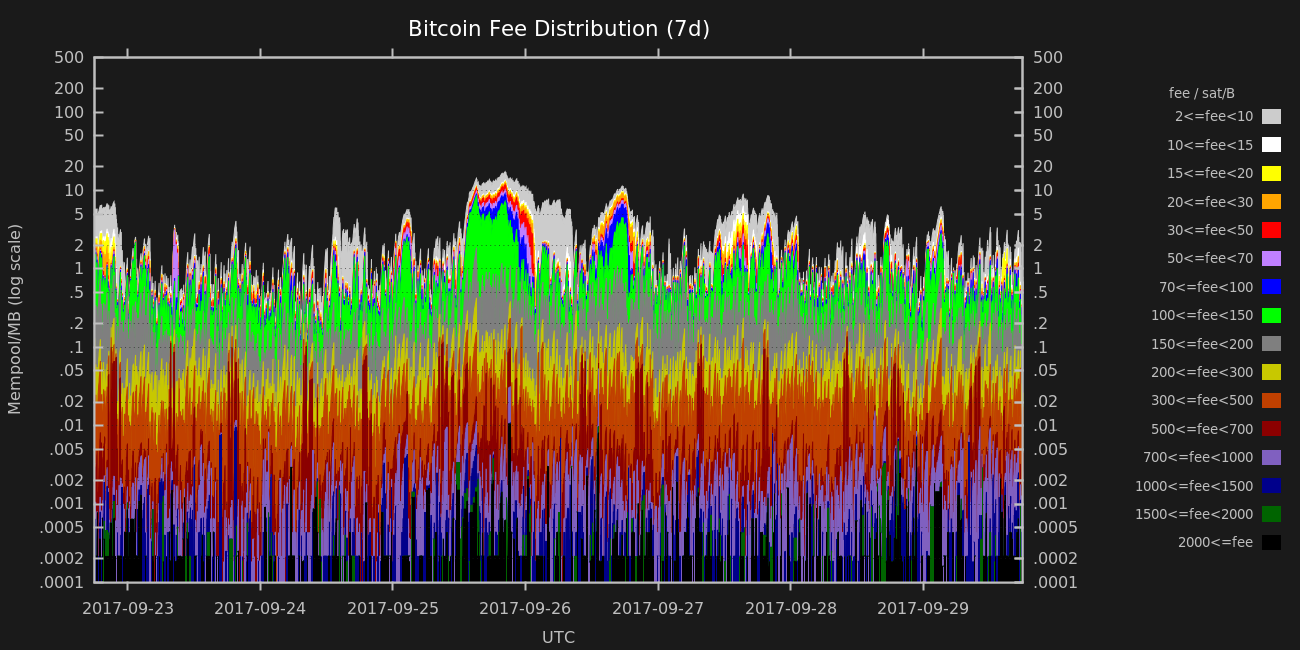 Bitcoin Fee Distribution (7d)
500
200
100
50
20
10
5
2
1
.5
.2
.1
.05
.02
.01
.005
.002
.001
.0005
.0002
.0001
Mempool/MB (log scale)
500
200
100
50
20
10
5
2
1
.5
.2
.1
.05
.02
.01
.005
.002
.001
.0005
.0002
.0001
2017-09-23 2017-09-24 2017-09-25 2017-09-26 2017-09-27 2017-09-28 2017-09-29
UTC
fee / sat/B
2<=fee<10
10<=fee<15
15<=fee<20
20<=fee<30
30<=fee<50
50<=fee<70
70<=fee<100
100<=fee<150
150<=fee<200
200<=fee<300
300<=fee<500
500<=fee<700
700<=fee<1000
1000<=fee<1500
1500<=fee<2000
2000<=fee